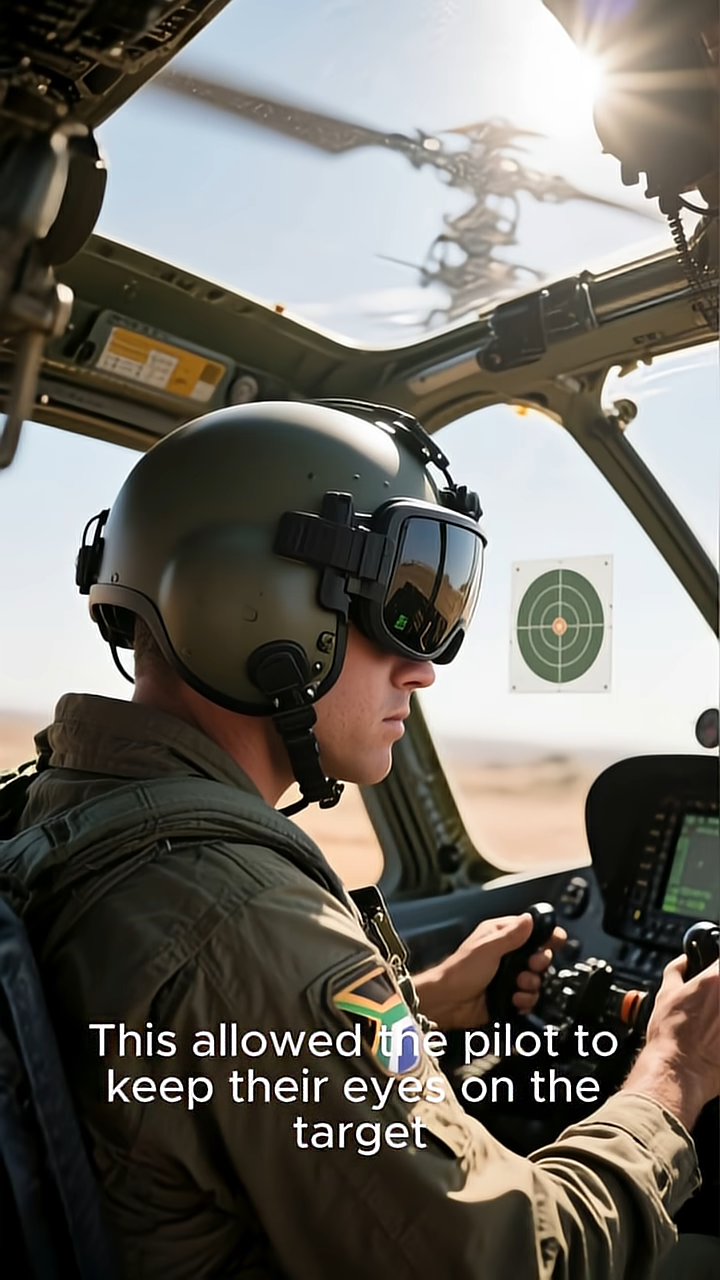 This allowed the pilot to
keep their eyes on the
target